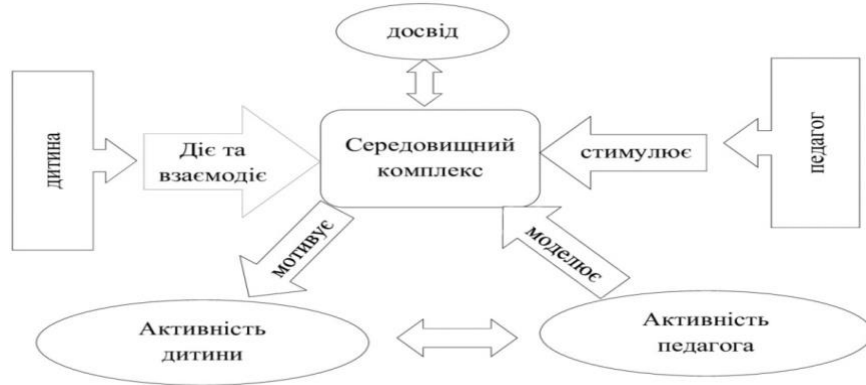 досвід
дитина
Діє та
взаємодіє
Середовищний
комплекс
стимулює
педагог
мотивує
моделює
Активність
дитини
Активність
педагога